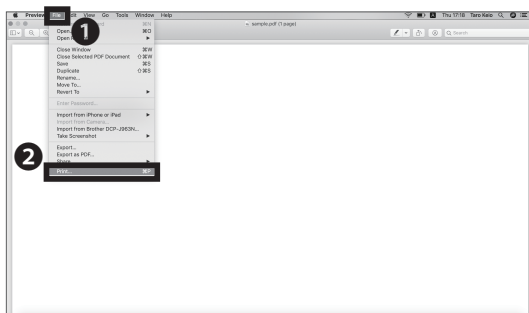 Preview File Edit View Go Tools Window Help Thu 17:18 Taro Keio
sample.pdf (1 page)
Search
1
⌘N
Open... ⌘O
Close Window ⌘W
Close Selected PDF Document ⇧⌘W
Save ⌘S
Duplicate ⇧⌘S
Rename...
Move To...
Revert To
Enter Password...
Import from iPhone or iPad
Import from Camera...
Import from Brother DCP-J963N...
Take Screenshot
Export...
Export as PDF...
2
Share
Print... ⌘P